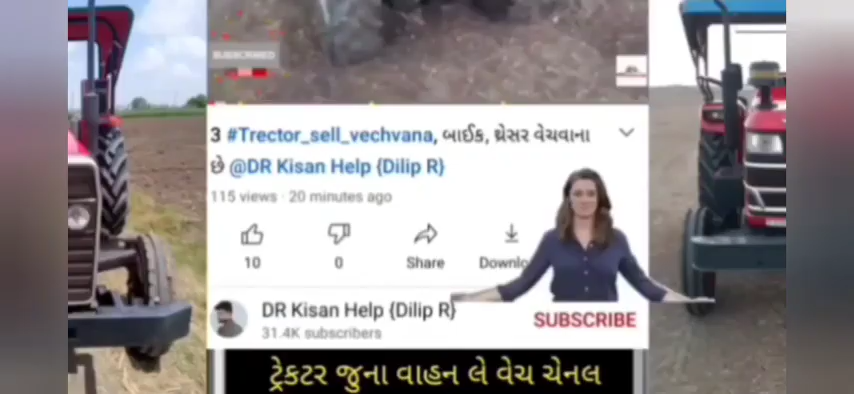 SUBSCRIBED
3 #Trector_sell_vechvana, બાઈક, થ્રેસર વેચવાના
છે @DR Kisan Help {Dilip R}
115 views · 20 minutes ago
10 0 Share Downlo
DR Kisan Help {Dilip R}
31.4K subscribers
SUBSCRIBE
ટ્રેકટર જુના વાહન લે વેચ ચેનલ